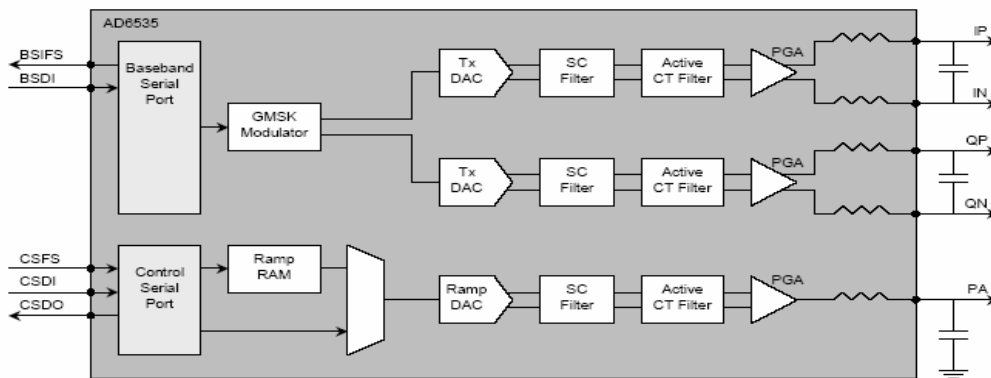 AD6535
BSIFS
BSDI
Baseband
Serial
Port
GMSK
Modulator
Tx
DAC
SC
Filter
Active
CT Filter
PGA
IP
IN
Tx
DAC
SC
Filter
Active
CT Filter
PGA
QP
QN
CSFS
CSDI
CSDO
Control
Serial
Port
Ramp
RAM
Ramp
DAC
SC
Filter
Active
CT Filter
PGA
PA